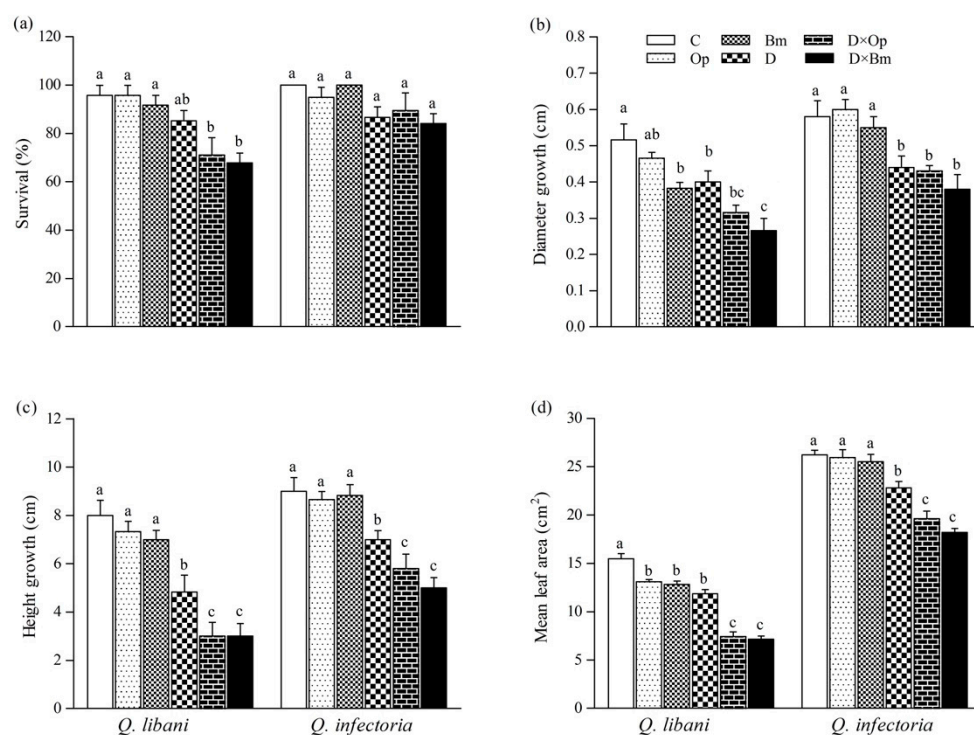 (a)
Survival (%)
120
100
80
60
40
20
0
a
a
a
ab
b
b
a
a
a
a
a
a
(b)
C
Bm
D×Op
Op
D
D×Bm
Diameter growth (cm)
0.8
0.7
0.6
0.5
0.4
0.3
0.2
0.1
0.0
a
ab
b
b
bc
c
a
a
a
b
b
b
(c)
Height growth (cm)
12
10
8
6
4
2
0
a
a
a
b
c
c
a
a
a
b
c
c
Q. libani
Q. infectoria
(d)
Mean leaf area (cm²)
30
25
20
15
10
5
0
a
b
b
b
c
c
a
a
a
b
c
c
Q. libani
Q. infectoria